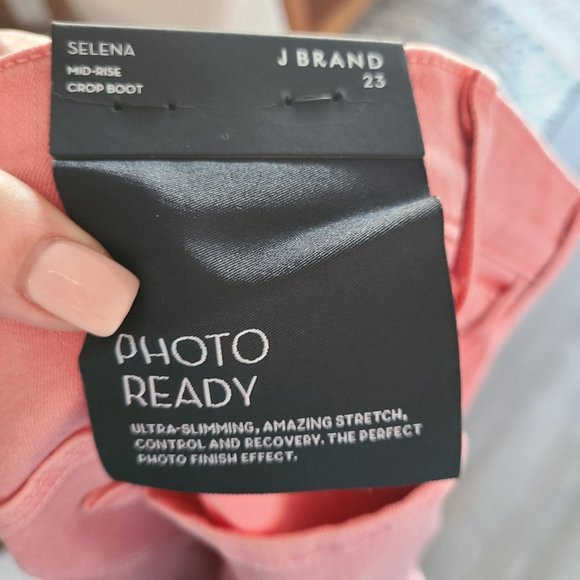 SELENA
MID-RISE
CROP BOOT
J BRAND
23
PHOTO
READY
ULTRA-SLIMMING, AMAZING STRETCH,
CONTROL AND RECOVERY. THE PERFECT
PHOTO FINISH EFFECT.